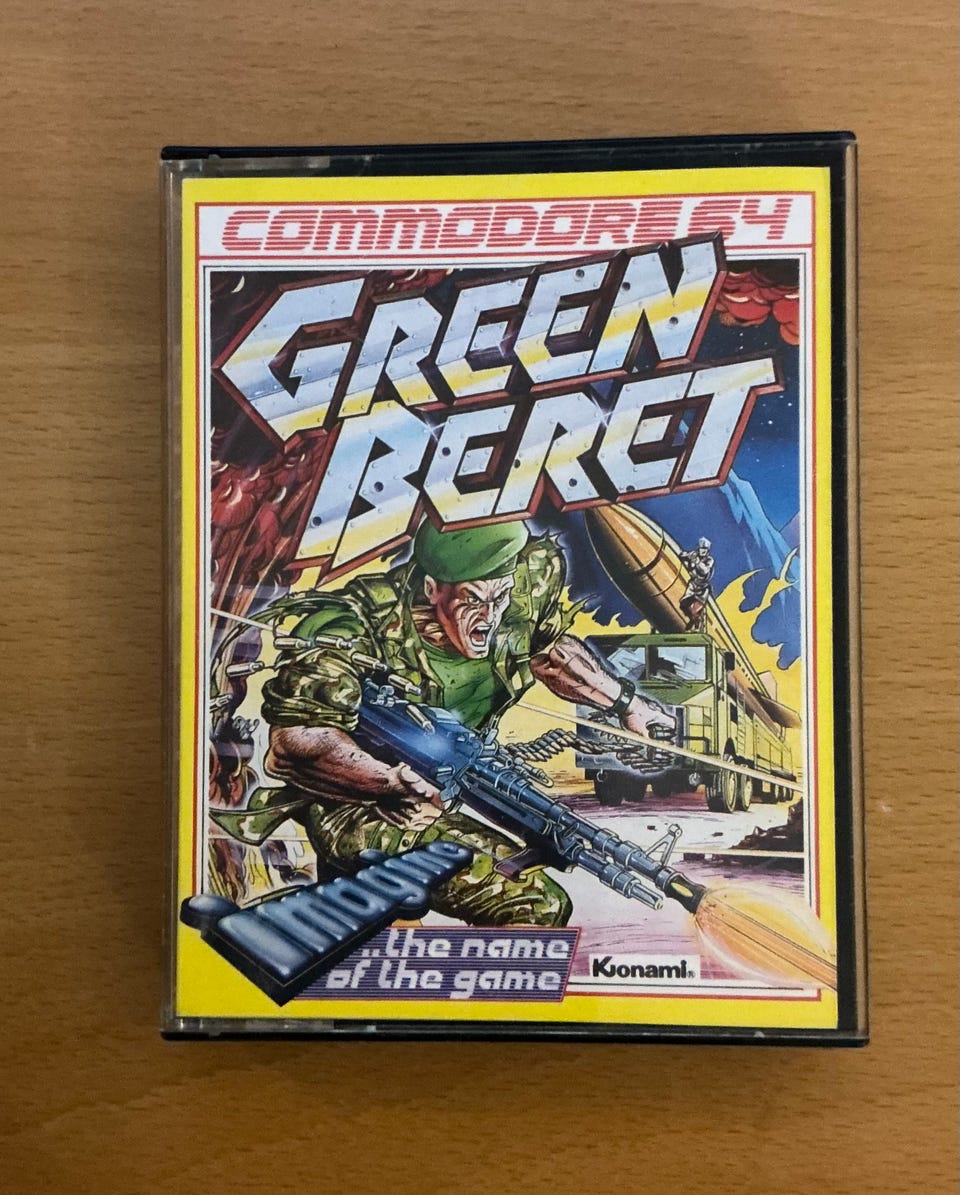 COMMODORE 64
GREEN
BERET
imagine
...the name
of the game
Konami®